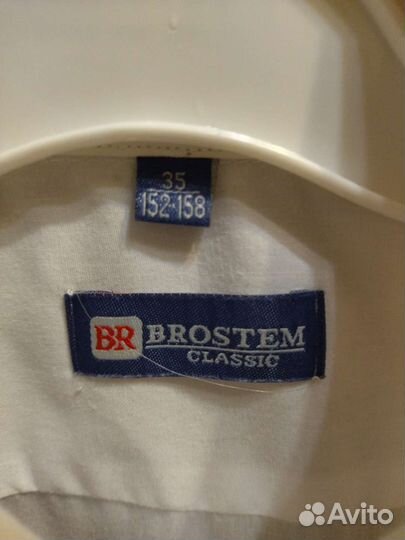 35
152-158
BR BROSTEM
CLASSIC
Avito